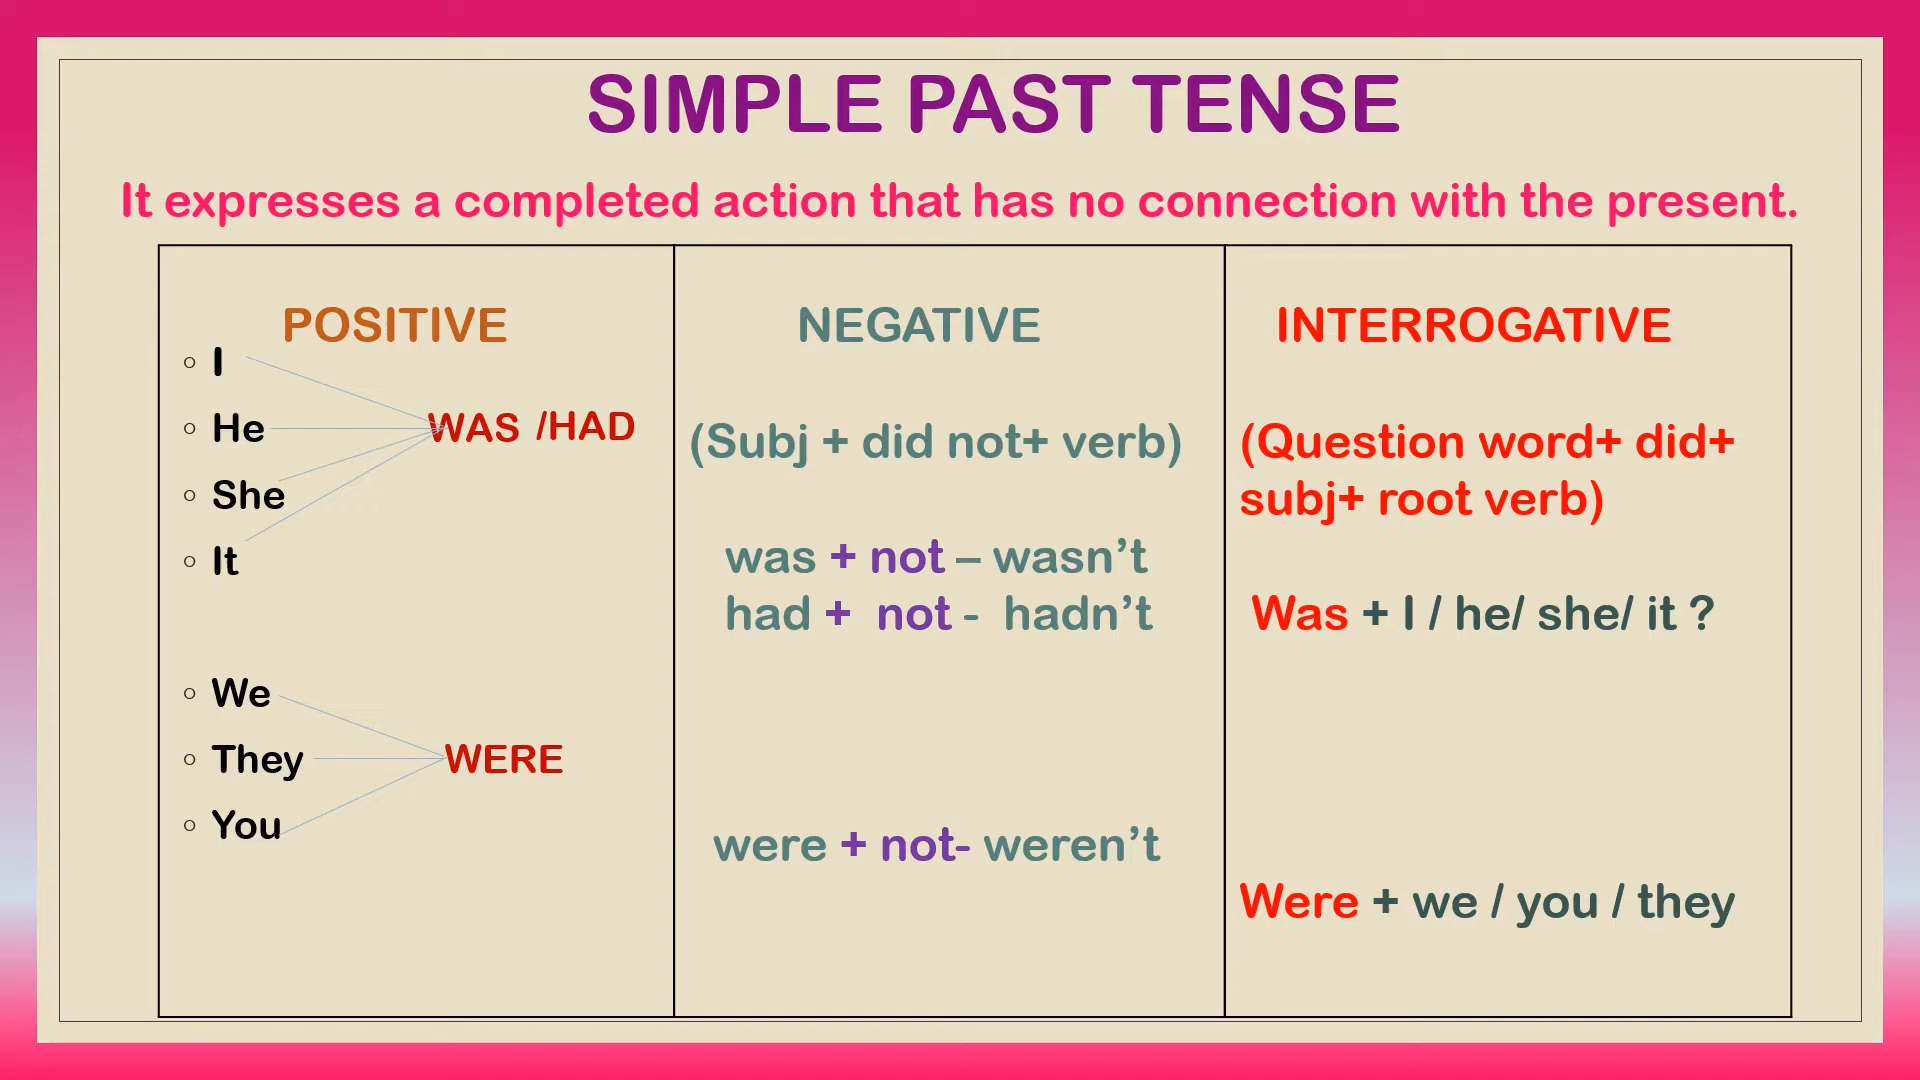 SIMPLE PAST TENSE
It expresses a completed action that has no connection with the present.
POSITIVE
I
He
WAS /HAD
She
It
We
They
WERE
You
NEGATIVE
(Subj + did not+ verb)
was + not – wasn’t
had + not - hadn’t
were + not- weren’t
INTERROGATIVE
(Question word+ did+
subj+ root verb)
Was + I / he/ she/ it ?
Were + we / you / they